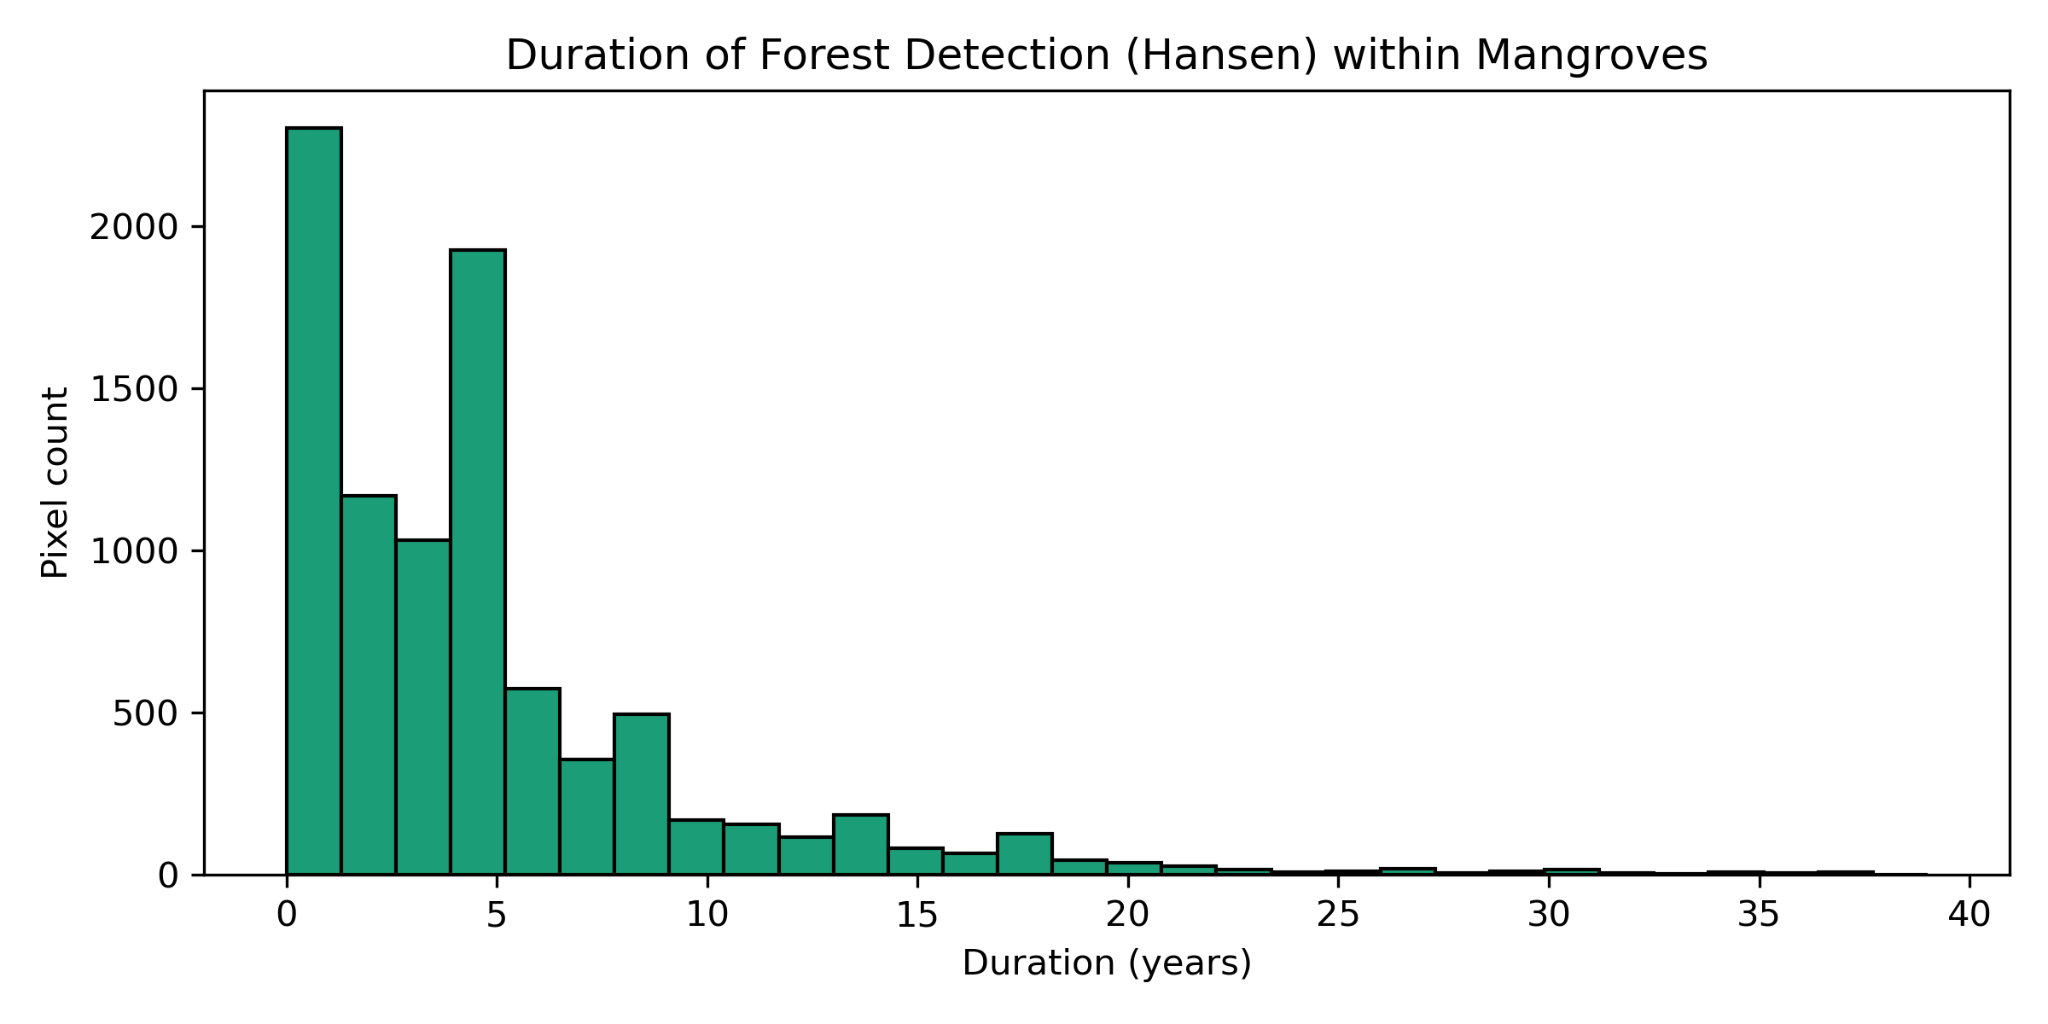 Duration of Forest Detection (Hansen) within Mangroves
Pixel count
2000
1500
1000
500
0
0 5 10 15 20 25 30 35 40
Duration (years)